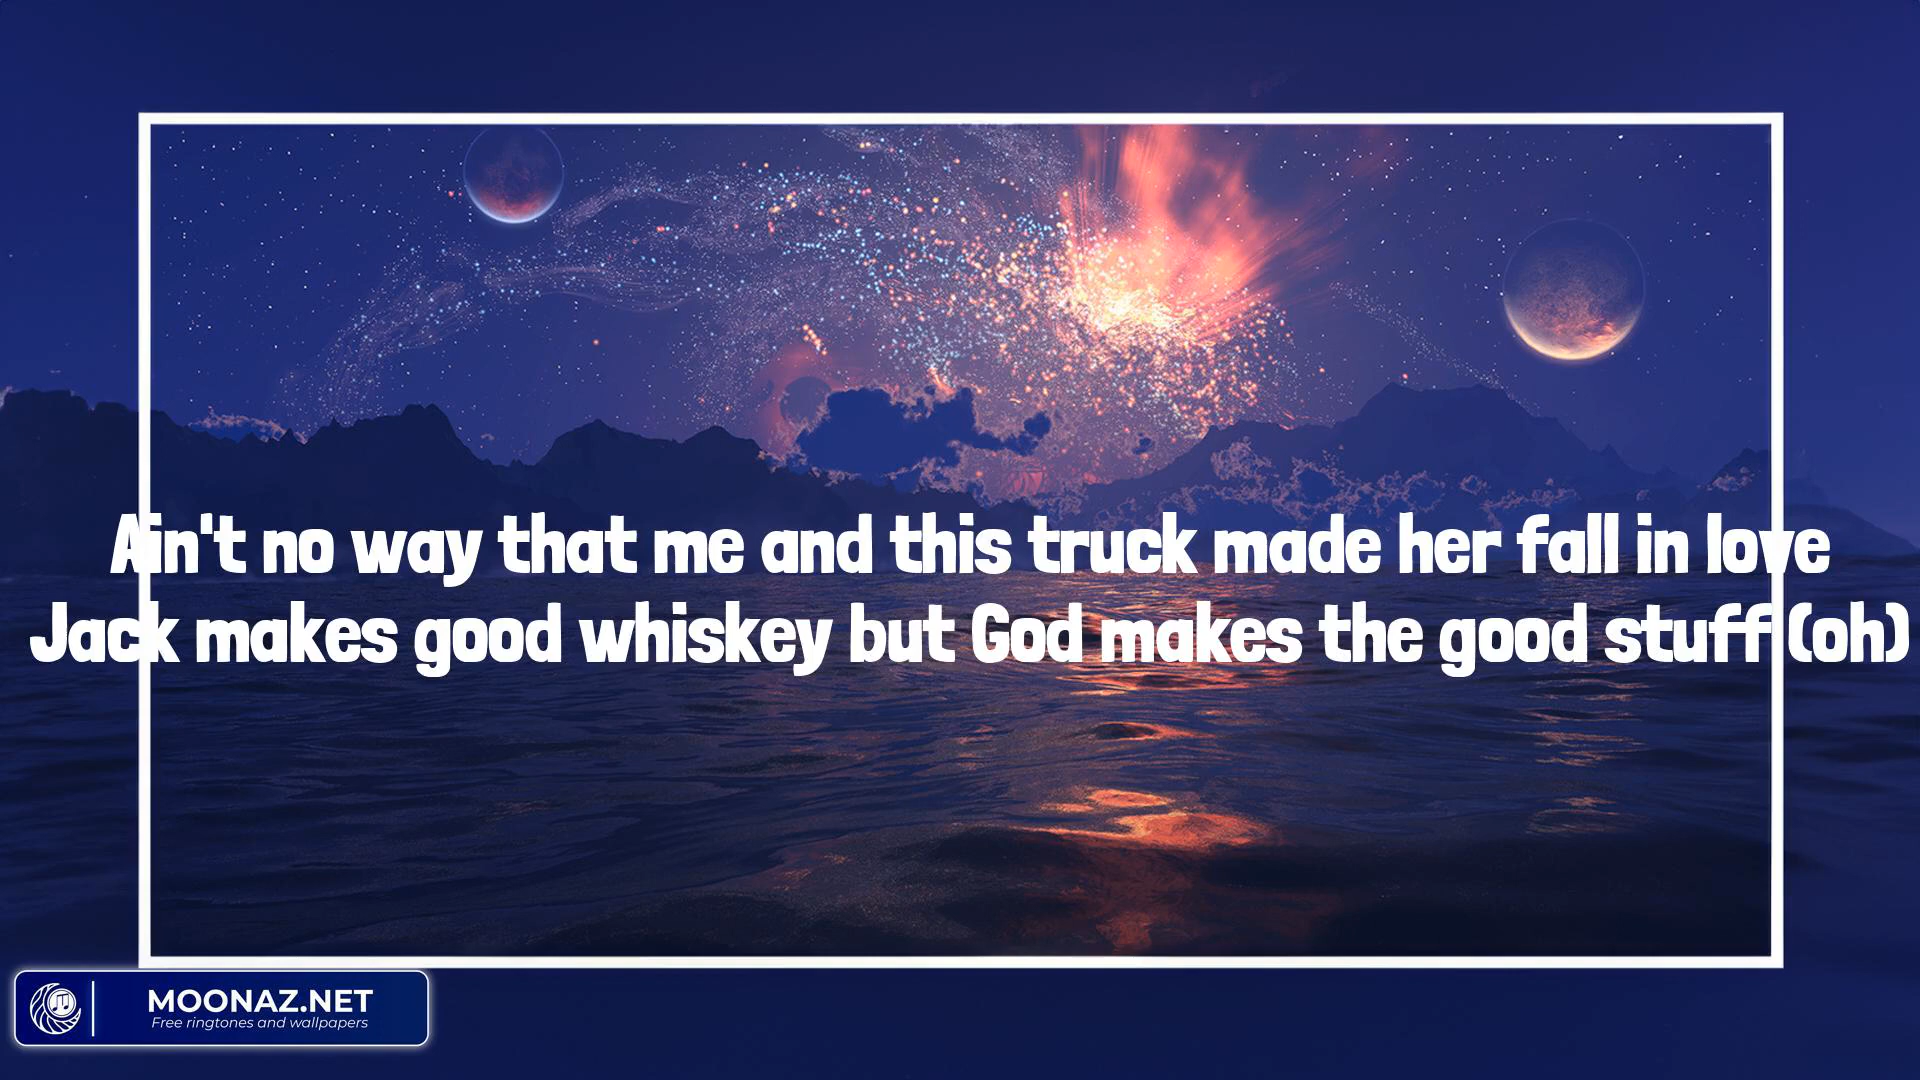 Ain't no way that me and this truck made her fall in love
Jack makes good whiskey but God makes the good stuff (oh)
MOONAZ.NET
Free ringtones and wallpapers